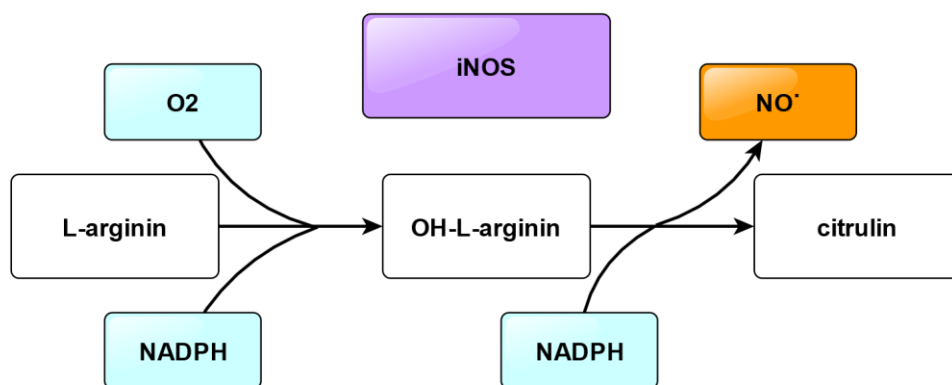 iNOS
O2
NO˙
L-arginin
OH-L-arginin
citrulin
NADPH
NADPH